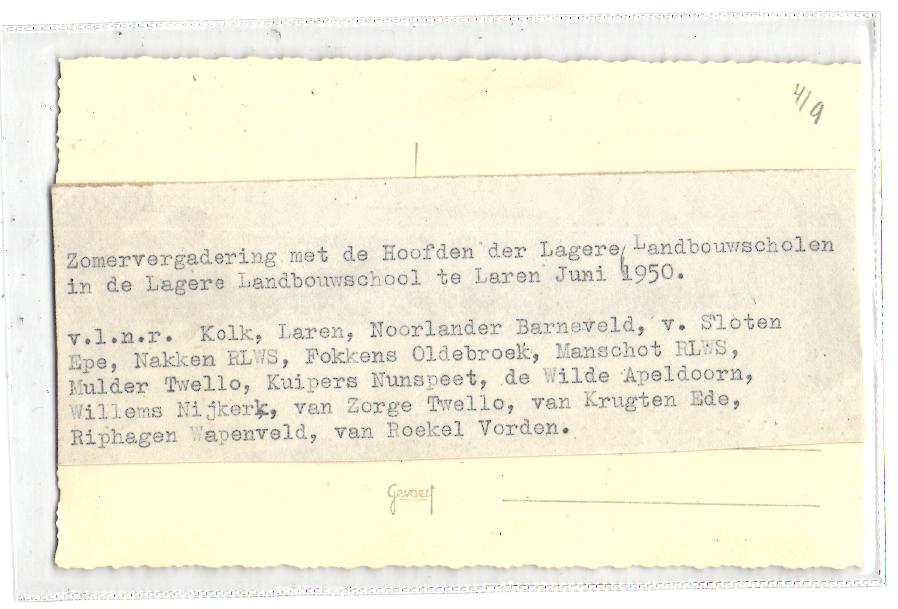 4/9
Zomervergadering met de Hoofden der Lagere Landbouwscholen
in de Lagere Landbouwschool te Laren Juni 1950.
v.l.n.r. Kolk, Laren, Noorlander Barneveld, v. Sloten
Epe, Nakken RLWS, Fokkens Oldebroek, Manschot RLWS,
Mulder Twello, Kuipers Nunspeet, de Wilde Apeldoorn,
Willems Nijkerk, van Zorge Twello, van Krugten Ede,
Riphagen Wapenveld, van Roekel Vorden.
Gevaert